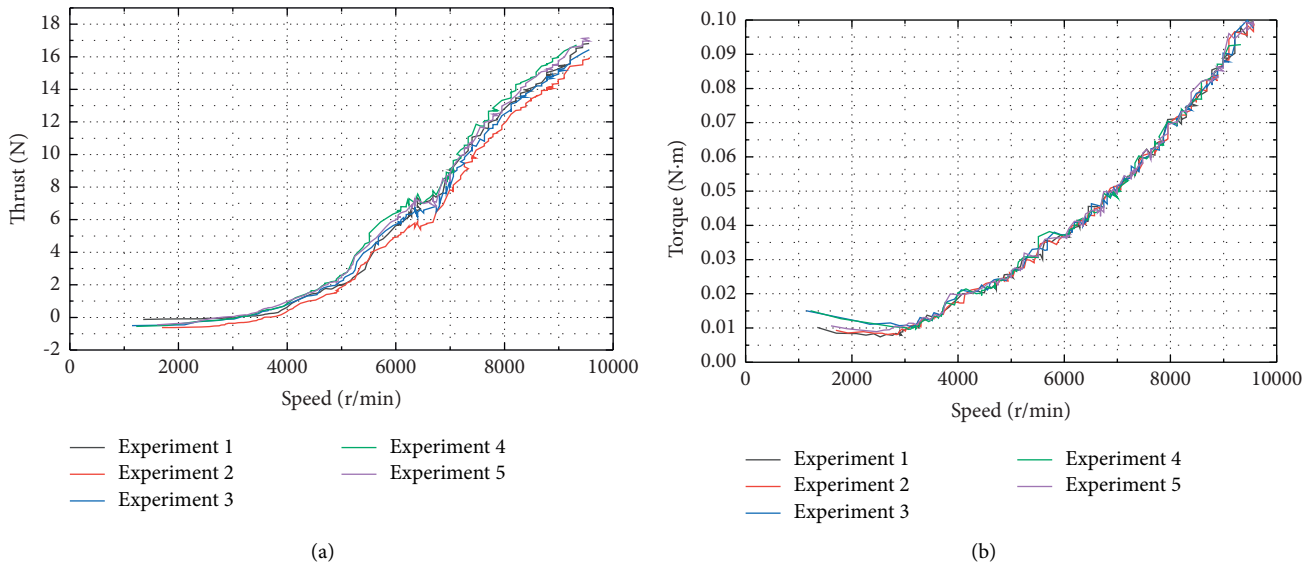 18
16
14
12
10
8
6
4
2
0
-2
Thrust (N)
0 2000 4000 6000 8000 10000
Speed (r/min)
Experiment 1
Experiment 2
Experiment 3
Experiment 4
Experiment 5
(a)
0.10
0.09
0.08
0.07
0.06
0.05
0.04
0.03
0.02
0.01
0.00
Torque (N·m)
0 2000 4000 6000 8000 10000
Speed (r/min)
Experiment 1
Experiment 2
Experiment 3
Experiment 4
Experiment 5
(b)